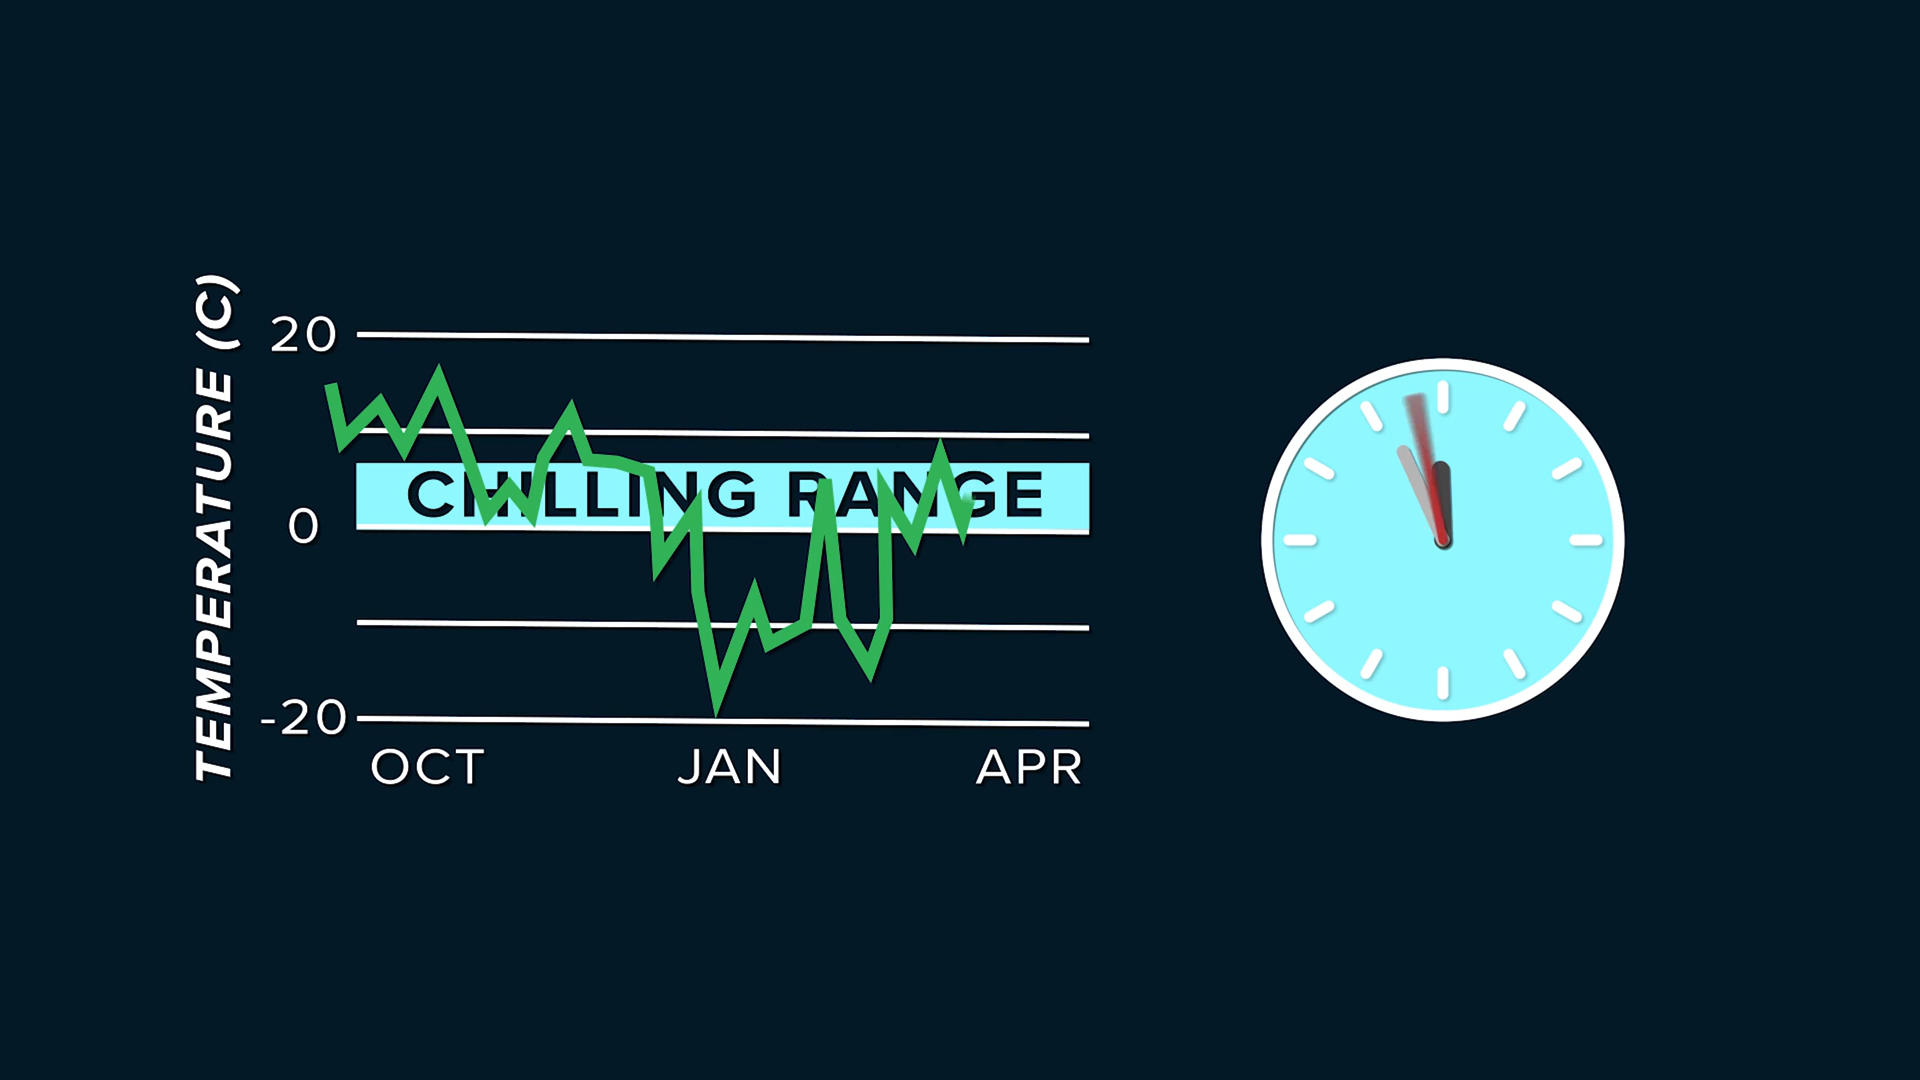 TEMPERATURE (C)
20
CHILLING RANGE
0
-20
OCT JAN APR